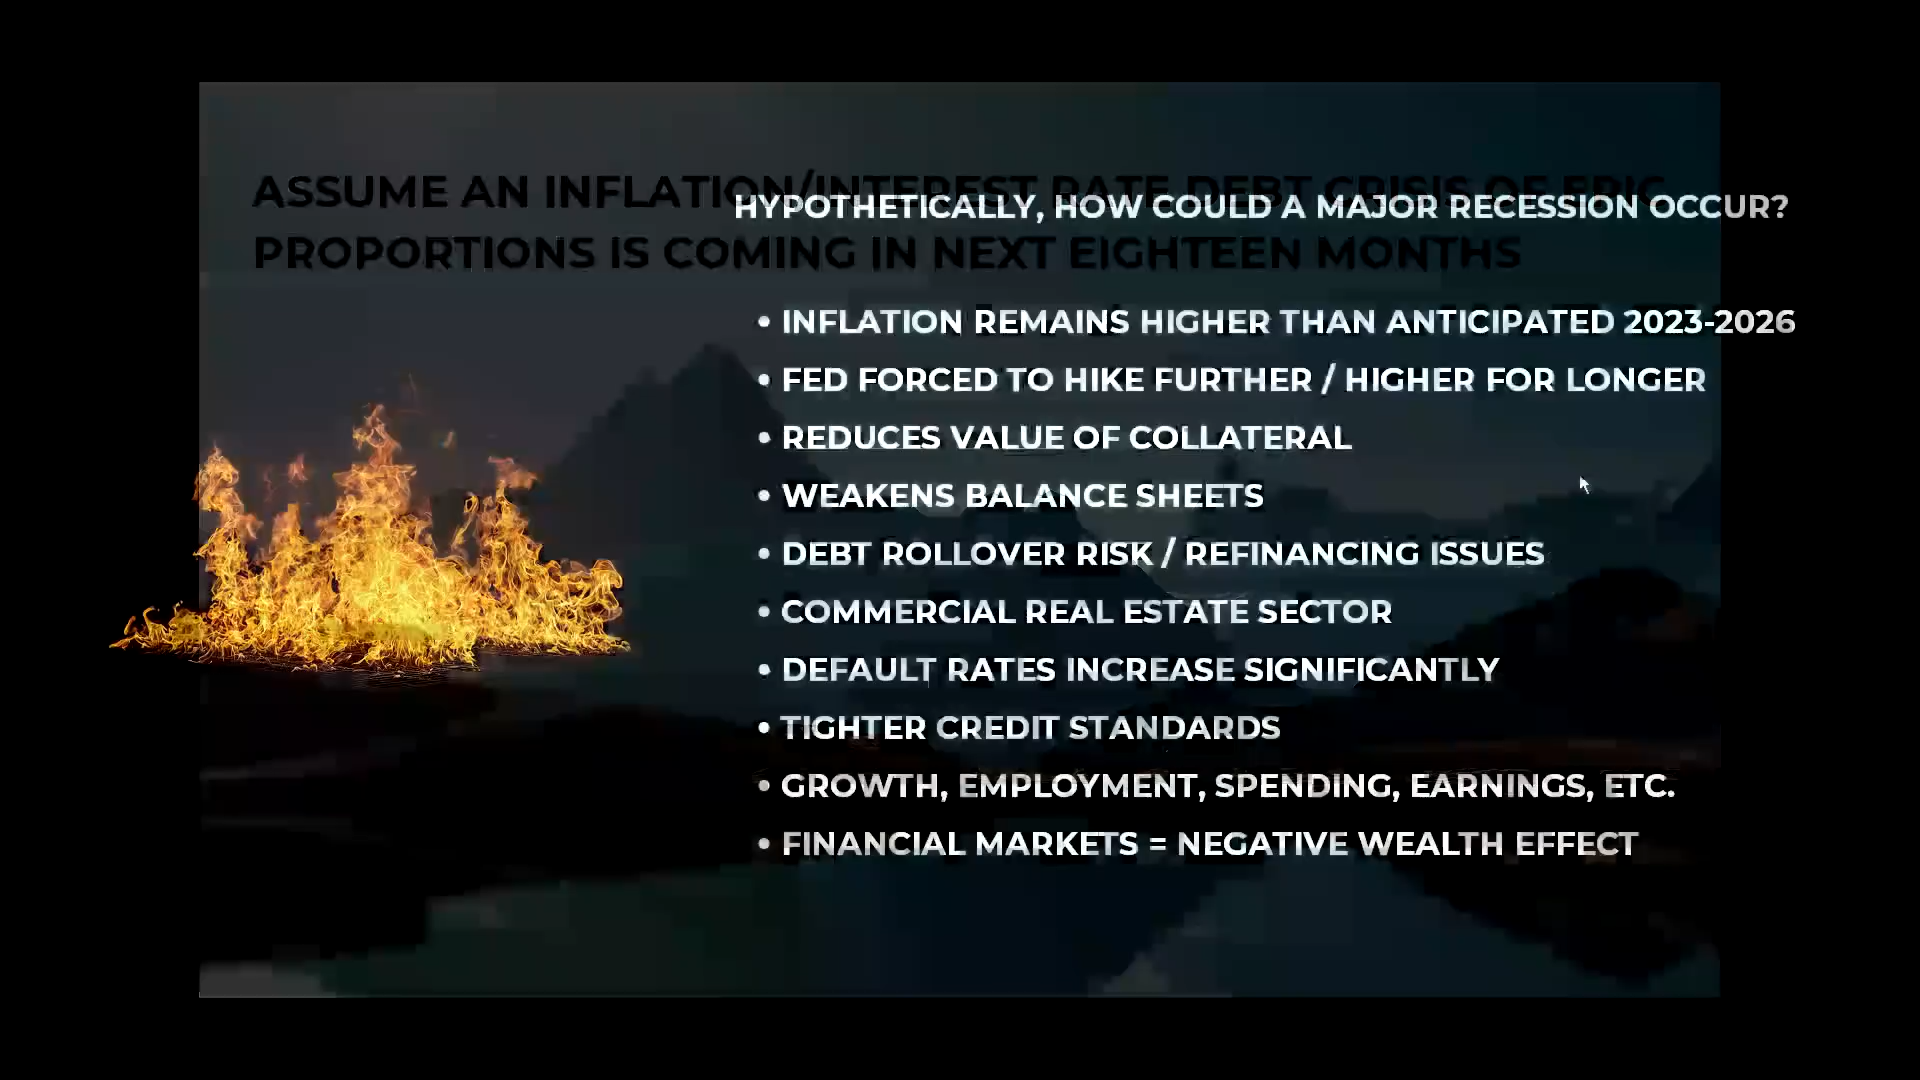 ASSUME AN INFLATION/INTEREST RATE DEBT CRISIS OF EPIC
PROPORTIONS IS COMING IN NEXT EIGHTEEN MONTHS
HYPOTHETICALLY, HOW COULD A MAJOR RECESSION OCCUR?
• INFLATION REMAINS HIGHER THAN ANTICIPATED 2023-2026
• FED FORCED TO HIKE FURTHER / HIGHER FOR LONGER
• REDUCES VALUE OF COLLATERAL
• WEAKENS BALANCE SHEETS
• DEBT ROLLOVER RISK / REFINANCING ISSUES
• COMMERCIAL REAL ESTATE SECTOR
• DEFAULT RATES INCREASE SIGNIFICANTLY
• TIGHTER CREDIT STANDARDS
• GROWTH, EMPLOYMENT, SPENDING, EARNINGS, ETC.
• FINANCIAL MARKETS = NEGATIVE WEALTH EFFECT